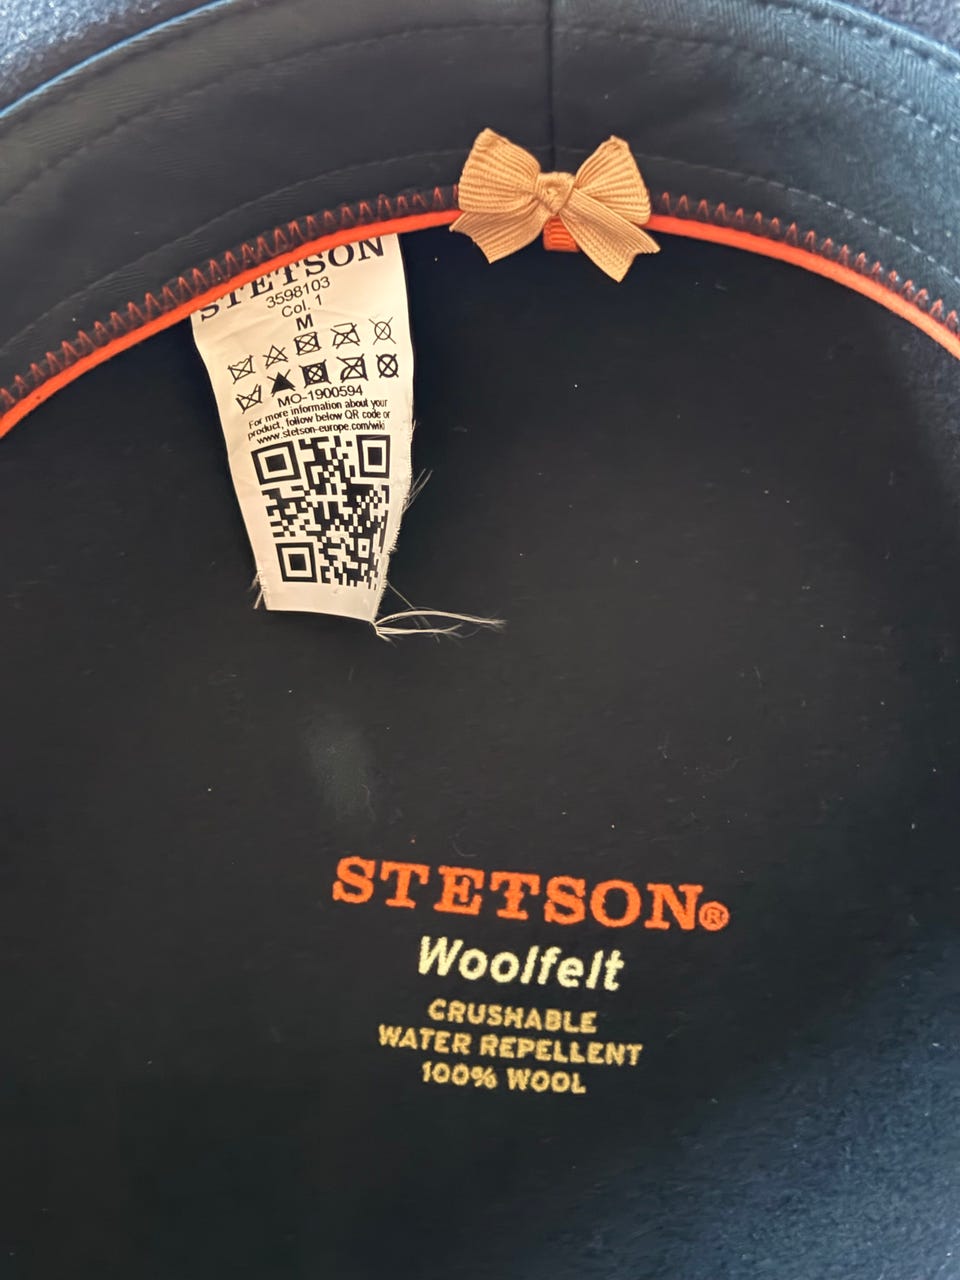 STETSON
3598103
Col. 1
M
MO-1900594
For more information about your
product, follow below QR code or
www.stetson-europe.com/wiki
STETSON®
Woolfelt
CRUSHABLE
WATER REPELLENT
100% WOOL